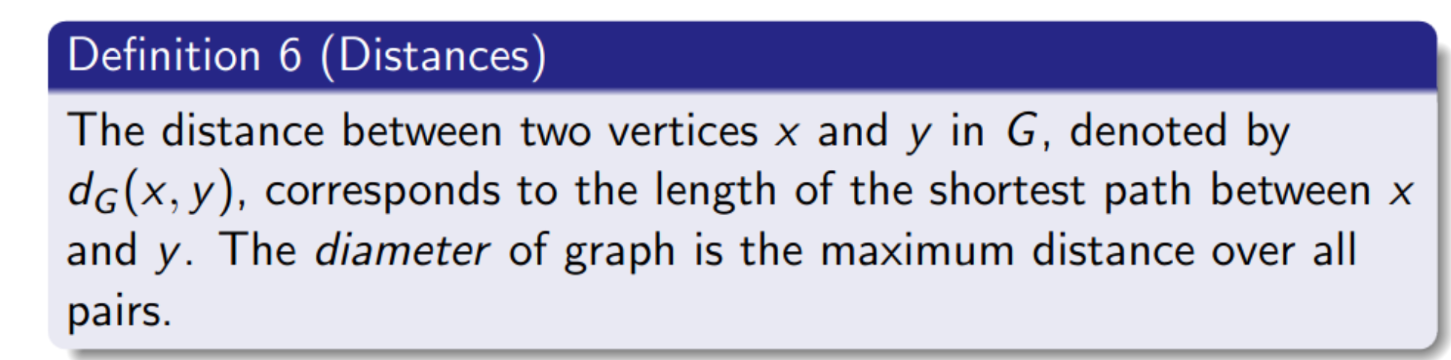 Definition 6 (Distances)
The distance between two vertices x and y in G, denoted by
d_G(x, y), corresponds to the length of the shortest path between x
and y. The diameter of graph is the maximum distance over all
pairs.